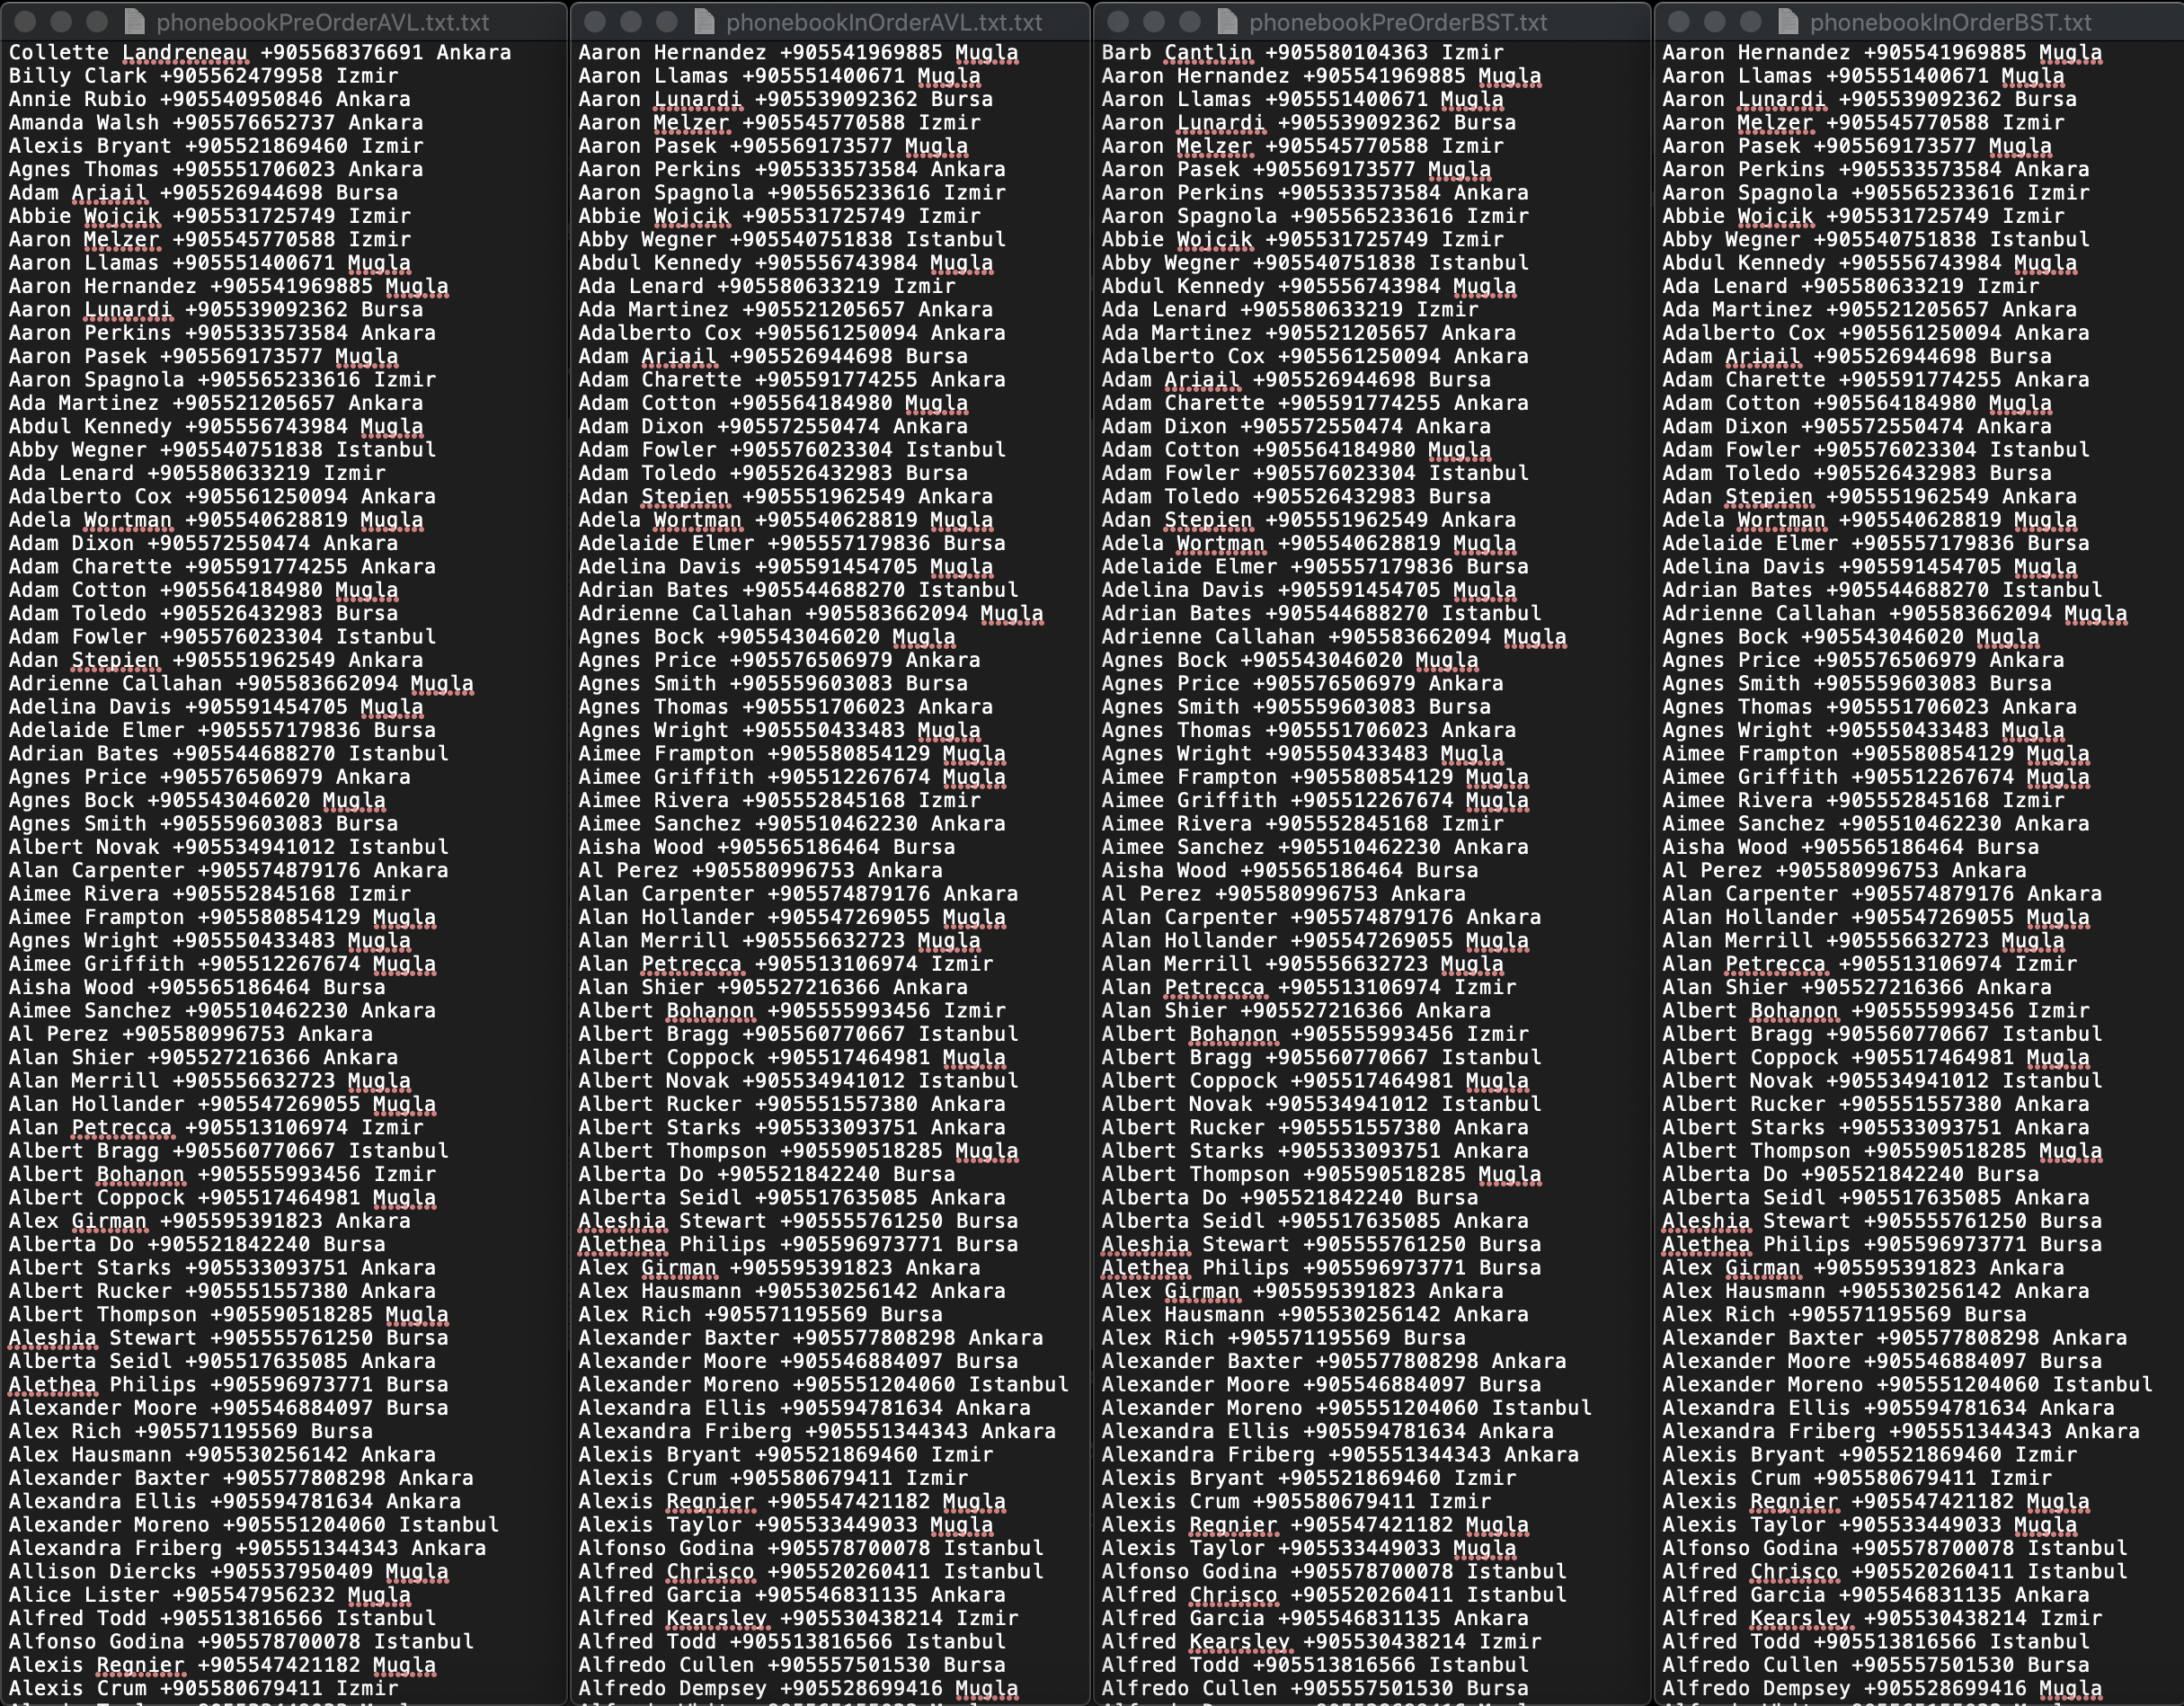 phonebookPreOrderAVL.txt.txt
Collette Landreneau +905568376691 Ankara
Billy Clark +905562479958 Izmir
Annie Rubio +905540950846 Ankara
Amanda Walsh +905576652737 Ankara
Alexis Bryant +905521869460 Izmir
Agnes Thomas +905551706023 Ankara
Adam Ariail +905526944698 Bursa
Abbie Wojcik +905531725749 Izmir
Aaron Melzer +905545770588 Izmir
Aaron Llamas +905551400671 Mugla
Aaron Hernandez +905541969885 Mugla
Aaron Lunardi +905539092362 Bursa
Aaron Perkins +905533573584 Ankara
Aaron Pasek +905569173577 Mugla
Aaron Spagnola +905565233616 Izmir
Ada Martinez +905521205657 Ankara
Abdul Kennedy +905556743984 Mugla
Abby Wegner +905540751838 Istanbul
Ada Lenard +905580633219 Izmir
Adalberto Cox +905561250094 Ankara
Adela Wortman +905540628819 Mugla
Adam Dixon +905572550474 Ankara
Adam Charette +905591774255 Ankara
Adam Cotton +905564184980 Mugla
Adam Toledo +905526432983 Bursa
Adam Fowler +905576023304 Istanbul
Adan Stepien +905551962549 Ankara
Adrienne Callahan +905583662094 Mugla
Adelina Davis +905591454705 Mugla
Adelaide Elmer +905557179836 Bursa
Adrian Bates +905544688270 Istanbul
Agnes Price +905576506979 Ankara
Agnes Bock +905543046020 Mugla
Agnes Smith +905559603083 Bursa
Albert Novak +905534941012 Istanbul
Alan Carpenter +905574879176 Ankara
Aimee Rivera +905552845168 Izmir
Aimee Frampton +905580854129 Mugla
Agnes Wright +905550433483 Mugla
Aimee Griffith +905512267674 Mugla
Aisha Wood +905565186464 Bursa
Aimee Sanchez +905510462230 Ankara
Al Perez +905580996753 Ankara
Alan Shier +905527216366 Ankara
Alan Merrill +905556632723 Mugla
Alan Hollander +905547269055 Mugla
Alan Petrecca +905513106974 Izmir
Albert Bragg +905560770667 Istanbul
Albert Bohanon +905555993456 Izmir
Albert Coppock +905517464981 Mugla
Alex Girman +905595391823 Ankara
Alberta Do +905521842240 Bursa
Albert Starks +905533093751 Ankara
Albert Rucker +905551557380 Ankara
Albert Thompson +905590518285 Mugla
Aleshia Stewart +905555761250 Bursa
Alberta Seidl +905517635085 Ankara
Alethea Philips +905596973771 Bursa
Alexander Moore +905546884097 Bursa
Alex Rich +905571195569 Bursa
Alex Hausmann +905530256142 Ankara
Alexander Baxter +905577808298 Ankara
Alexandra Ellis +905594781634 Ankara
Alexander Moreno +905551204060 Istanbul
Alexandra Friberg +905551344343 Ankara
Allison Diercks +905537950409 Mugla
Alice Lister +905547956232 Mugla
Alfred Todd +905513816566 Istanbul
Alfonso Godina +905578700078 Istanbul
Alexis Regnier +905547421182 Mugla
Alexis Crum +905580679411 Izmir
phonebookInOrderAVL.txt.txt
Aaron Hernandez +905541969885 Mugla
Aaron Llamas +905551400671 Mugla
Aaron Lunardi +905539092362 Bursa
Aaron Melzer +905545770588 Izmir
Aaron Pasek +905569173577 Mugla
Aaron Perkins +905533573584 Ankara
Aaron Spagnola +905565233616 Izmir
Abbie Wojcik +905531725749 Izmir
Abby Wegner +905540751838 Istanbul
Abdul Kennedy +905556743984 Mugla
Ada Lenard +905580633219 Izmir
Ada Martinez +905521205657 Ankara
Adalberto Cox +905561250094 Ankara
Adam Ariail +905526944698 Bursa
Adam Charette +905591774255 Ankara
Adam Cotton +905564184980 Mugla
Adam Dixon +905572550474 Ankara
Adam Fowler +905576023304 Istanbul
Adam Toledo +905526432983 Bursa
Adan Stepien +905551962549 Ankara
Adela Wortman +905540628819 Mugla
Adelaide Elmer +905557179836 Bursa
Adelina Davis +905591454705 Mugla
Adrian Bates +905544688270 Istanbul
Adrienne Callahan +905583662094 Mugla
Agnes Bock +905543046020 Mugla
Agnes Price +905576506979 Ankara
Agnes Smith +905559603083 Bursa
Agnes Thomas +905551706023 Ankara
Agnes Wright +905550433483 Mugla
Aimee Frampton +905580854129 Mugla
Aimee Griffith +905512267674 Mugla
Aimee Rivera +905552845168 Izmir
Aimee Sanchez +905510462230 Ankara
Aisha Wood +905565186464 Bursa
Al Perez +905580996753 Ankara
Alan Carpenter +905574879176 Ankara
Alan Hollander +905547269055 Mugla
Alan Merrill +905556632723 Mugla
Alan Petrecca +905513106974 Izmir
Alan Shier +905527216366 Ankara
Albert Bohanon +905555993456 Izmir
Albert Bragg +905560770667 Istanbul
Albert Coppock +905517464981 Mugla
Albert Novak +905534941012 Istanbul
Albert Rucker +905551557380 Ankara
Albert Starks +905533093751 Ankara
Albert Thompson +905590518285 Mugla
Alberta Do +905521842240 Bursa
Alberta Seidl +905517635085 Ankara
Aleshia Stewart +905555761250 Bursa
Alethea Philips +905596973771 Bursa
Alex Girman +905595391823 Ankara
Alex Hausmann +905530256142 Ankara
Alex Rich +905571195569 Bursa
Alexander Baxter +905577808298 Ankara
Alexander Moore +905546884097 Bursa
Alexander Moreno +905551204060 Istanbul
Alexandra Ellis +905594781634 Ankara
Alexandra Friberg +905551344343 Ankara
Alexis Bryant +905521869460 Izmir
Alexis Crum +905580679411 Izmir
Alexis Regnier +905547421182 Mugla
Alexis Taylor +905533449033 Mugla
Alfonso Godina +905578700078 Istanbul
Alfred Chrisco +905520260411 Istanbul
Alfred Garcia +905546831135 Ankara
Alfred Kearsley +905530438214 Izmir
Alfred Todd +905513816566 Istanbul
Alfredo Cullen +905557501530 Bursa
Alfredo Dempsey +905528699416 Mugla
phonebookPreOrderBST.txt
Barb Cantlin +905580104363 Izmir
Aaron Hernandez +905541969885 Mugla
Aaron Llamas +905551400671 Mugla
Aaron Lunardi +905539092362 Bursa
Aaron Melzer +905545770588 Izmir
Aaron Pasek +905569173577 Mugla
Aaron Perkins +905533573584 Ankara
Aaron Spagnola +905565233616 Izmir
Abbie Wojcik +905531725749 Izmir
Abby Wegner +905540751838 Istanbul
Abdul Kennedy +905556743984 Mugla
Ada Lenard +905580633219 Izmir
Ada Martinez +905521205657 Ankara
Adalberto Cox +905561250094 Ankara
Adam Ariail +905526944698 Bursa
Adam Charette +905591774255 Ankara
Adam Dixon +905572550474 Ankara
Adam Cotton +905564184980 Mugla
Adam Fowler +905576023304 Istanbul
Adam Toledo +905526432983 Bursa
Adan Stepien +905551962549 Ankara
Adela Wortman +905540628819 Mugla
Adelaide Elmer +905557179836 Bursa
Adelina Davis +905591454705 Mugla
Adrian Bates +905544688270 Istanbul
Adrienne Callahan +905583662094 Mugla
Agnes Bock +905543046020 Mugla
Agnes Price +905576506979 Ankara
Agnes Smith +905559603083 Bursa
Agnes Thomas +905551706023 Ankara
Agnes Wright +905550433483 Mugla
Aimee Frampton +905580854129 Mugla
Aimee Griffith +905512267674 Mugla
Aimee Rivera +905552845168 Izmir
Aimee Sanchez +905510462230 Ankara
Aisha Wood +905565186464 Bursa
Al Perez +905580996753 Ankara
Alan Carpenter +905574879176 Ankara
Alan Hollander +905547269055 Mugla
Alan Merrill +905556632723 Mugla
Alan Petrecca +905513106974 Izmir
Alan Shier +905527216366 Ankara
Albert Bohanon +905555993456 Izmir
Albert Bragg +905560770667 Istanbul
Albert Coppock +905517464981 Mugla
Albert Novak +905534941012 Istanbul
Albert Rucker +905551557380 Ankara
Albert Starks +905533093751 Ankara
Albert Thompson +905590518285 Mugla
Alberta Do +905521842240 Bursa
Alberta Seidl +905517635085 Ankara
Aleshia Stewart +905555761250 Bursa
Alethea Philips +905596973771 Bursa
Alex Girman +905595391823 Ankara
Alex Hausmann +905530256142 Ankara
Alex Rich +905571195569 Bursa
Alexander Baxter +905577808298 Ankara
Alexander Moore +905546884097 Bursa
Alexander Moreno +905551204060 Istanbul
Alexandra Ellis +905594781634 Ankara
Alexandra Friberg +905551344343 Ankara
Alexis Bryant +905521869460 Izmir
Alexis Crum +905580679411 Izmir
Alexis Regnier +905547421182 Mugla
Alexis Taylor +905533449033 Mugla
Alfonso Godina +905578700078 Istanbul
Alfred Chrisco +905520260411 Istanbul
Alfred Garcia +905546831135 Ankara
Alfred Kearsley +905530438214 Izmir
Alfred Todd +905513816566 Istanbul
Alfredo Cullen +905557501530 Bursa
phonebookInOrderBST.txt
Aaron Hernandez +905541969885 Mugla
Aaron Llamas +905551400671 Mugla
Aaron Lunardi +905539092362 Bursa
Aaron Melzer +905545770588 Izmir
Aaron Pasek +905569173577 Mugla
Aaron Perkins +905533573584 Ankara
Aaron Spagnola +905565233616 Izmir
Abbie Wojcik +905531725749 Izmir
Abby Wegner +905540751838 Istanbul
Abdul Kennedy +905556743984 Mugla
Ada Lenard +905580633219 Izmir
Ada Martinez +905521205657 Ankara
Adalberto Cox +905561250094 Ankara
Adam Ariail +905526944698 Bursa
Adam Charette +905591774255 Ankara
Adam Cotton +905564184980 Mugla
Adam Dixon +905572550474 Ankara
Adam Fowler +905576023304 Istanbul
Adam Toledo +905526432983 Bursa
Adan Stepien +905551962549 Ankara
Adela Wortman +905540628819 Mugla
Adelaide Elmer +905557179836 Bursa
Adelina Davis +905591454705 Mugla
Adrian Bates +905544688270 Istanbul
Adrienne Callahan +905583662094 Mugla
Agnes Bock +905543046020 Mugla
Agnes Price +905576506979 Ankara
Agnes Smith +905559603083 Bursa
Agnes Thomas +905551706023 Ankara
Agnes Wright +905550433483 Mugla
Aimee Frampton +905580854129 Mugla
Aimee Griffith +905512267674 Mugla
Aimee Rivera +905552845168 Izmir
Aimee Sanchez +905510462230 Ankara
Aisha Wood +905565186464 Bursa
Al Perez +905580996753 Ankara
Alan Carpenter +905574879176 Ankara
Alan Hollander +905547269055 Mugla
Alan Merrill +905556632723 Mugla
Alan Petrecca +905513106974 Izmir
Alan Shier +905527216366 Ankara
Albert Bohanon +905555993456 Izmir
Albert Bragg +905560770667 Istanbul
Albert Coppock +905517464981 Mugla
Albert Novak +905534941012 Istanbul
Albert Rucker +905551557380 Ankara
Albert Starks +905533093751 Ankara
Albert Thompson +905590518285 Mugla
Alberta Do +905521842240 Bursa
Alberta Seidl +905517635085 Ankara
Aleshia Stewart +905555761250 Bursa
Alethea Philips +905596973771 Bursa
Alex Girman +905595391823 Ankara
Alex Hausmann +905530256142 Ankara
Alex Rich +905571195569 Bursa
Alexander Baxter +905577808298 Ankara
Alexander Moore +905546884097 Bursa
Alexander Moreno +905551204060 Istanbul
Alexandra Ellis +905594781634 Ankara
Alexandra Friberg +905551344343 Ankara
Alexis Bryant +905521869460 Izmir
Alexis Crum +905580679411 Izmir
Alexis Regnier +905547421182 Mugla
Alexis Taylor +905533449033 Mugla
Alfonso Godina +905578700078 Istanbul
Alfred Chrisco +905520260411 Istanbul
Alfred Garcia +905546831135 Ankara
Alfred Kearsley +905530438214 Izmir
Alfred Todd +905513816566 Istanbul
Alfredo Cullen +905557501530 Bursa
Alfredo Dempsey +905528699416 Mugla